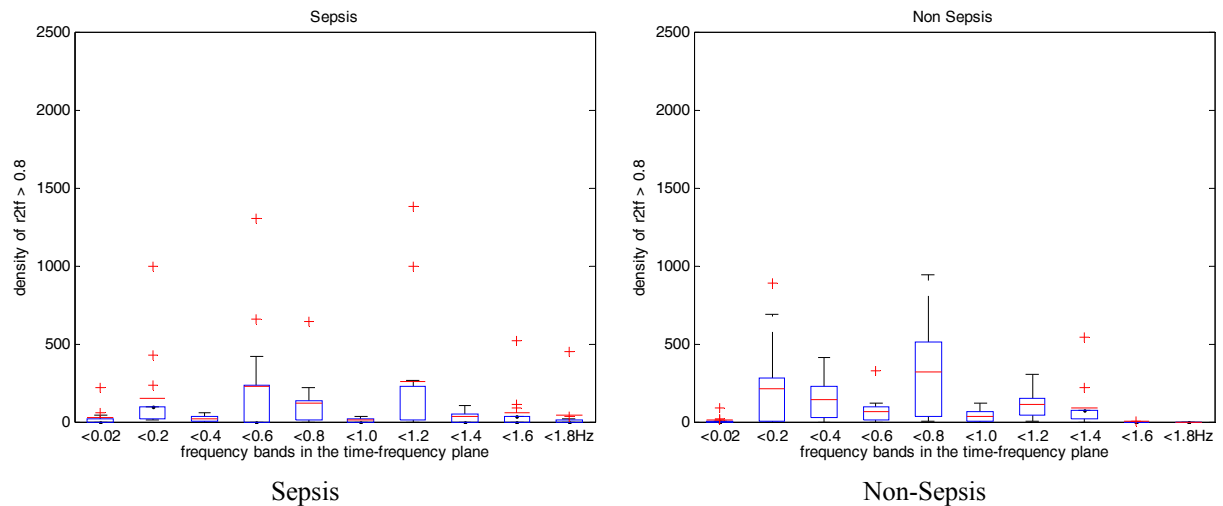 Sepsis
2500
2000
1500
1000
500
0
density of r2tf > 0.8
<0.02 <0.2 <0.4 <0.6 <0.8 <1.0 <1.2 <1.4 <1.6 <1.8Hz
frequency bands in the time-frequency plane
Sepsis
Non Sepsis
2500
2000
1500
1000
500
0
density of r2tf > 0.8
<0.02 <0.2 <0.4 <0.6 <0.8 <1.0 <1.2 <1.4 <1.6 <1.8Hz
frequency bands in the time-frequency plane
Non-Sepsis